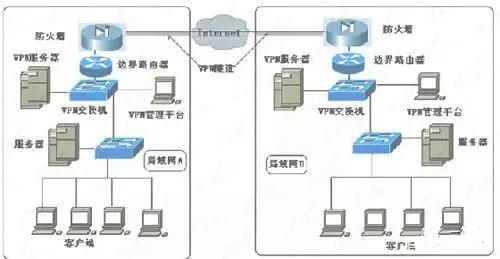 防火墙
Internet
防火墙
VPN服务器
边界路由器
VPN隧道
VPN服务器
边界路由器
VPN交换机
VPN管理平台
VPN交换机
VPN管理平台
服务器
局域网A
局域网B
服务器
客户端
客户端